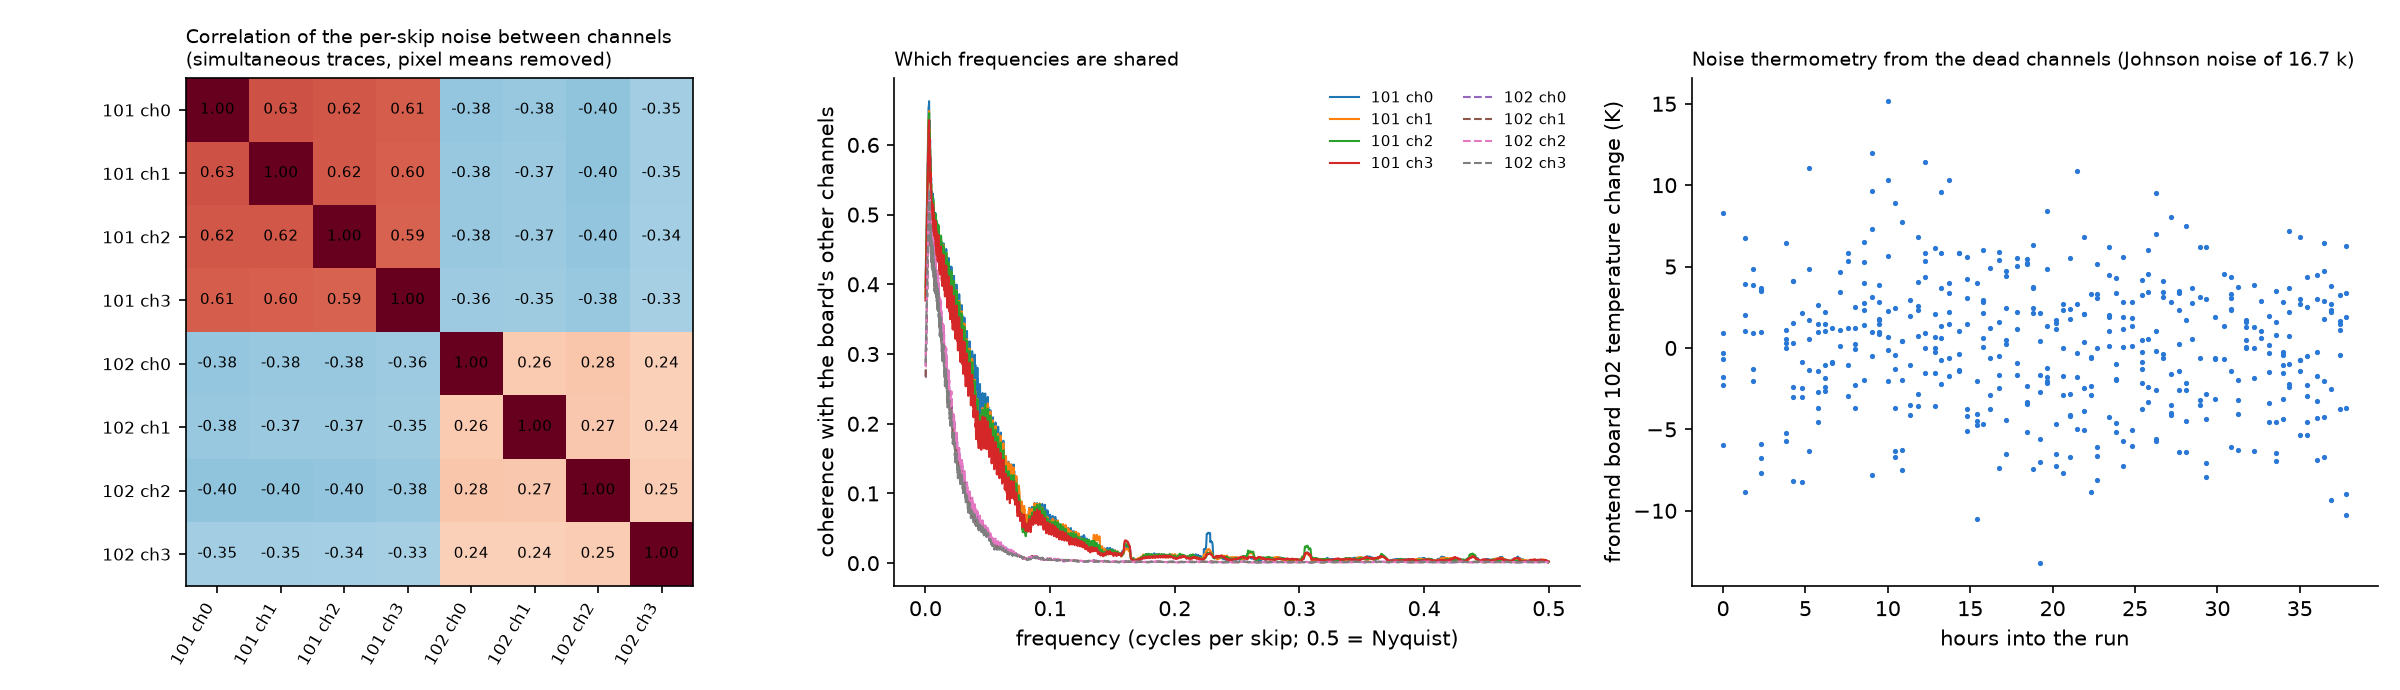 Correlation of the per-skip noise between channels
(simultaneous traces, pixel means removed)
101 ch0 1.00 0.63 0.62 0.61 -0.38 -0.38 -0.40 -0.35
101 ch1 0.63 1.00 0.62 0.60 -0.38 -0.37 -0.40 -0.35
101 ch2 0.62 0.62 1.00 0.59 -0.38 -0.37 -0.40 -0.34
101 ch3 0.61 0.60 0.59 1.00 -0.36 -0.35 -0.38 -0.33
102 ch0 -0.38 -0.38 -0.38 -0.36 1.00 0.26 0.28 0.24
102 ch1 -0.38 -0.37 -0.37 -0.35 0.26 1.00 0.27 0.24
102 ch2 -0.40 -0.40 -0.40 -0.38 0.28 0.27 1.00 0.25
102 ch3 -0.35 -0.35 -0.34 -0.33 0.24 0.24 0.25 1.00
101 ch0 101 ch1 101 ch2 101 ch3 102 ch0 102 ch1 102 ch2 102 ch3
Which frequencies are shared
coherence with the board's other channels
0.6
0.5
0.4
0.3
0.2
0.1
0.0
101 ch0 102 ch0
101 ch1 102 ch1
101 ch2 102 ch2
101 ch3 102 ch3
0.0 0.1 0.2 0.3 0.4 0.5
frequency (cycles per skip; 0.5 = Nyquist)
Noise thermometry from the dead channels (Johnson noise of 16.7 k)
frontend board 102 temperature change (K)
15
10
5
0
−5
−10
0 5 10 15 20 25 30 35
hours into the run